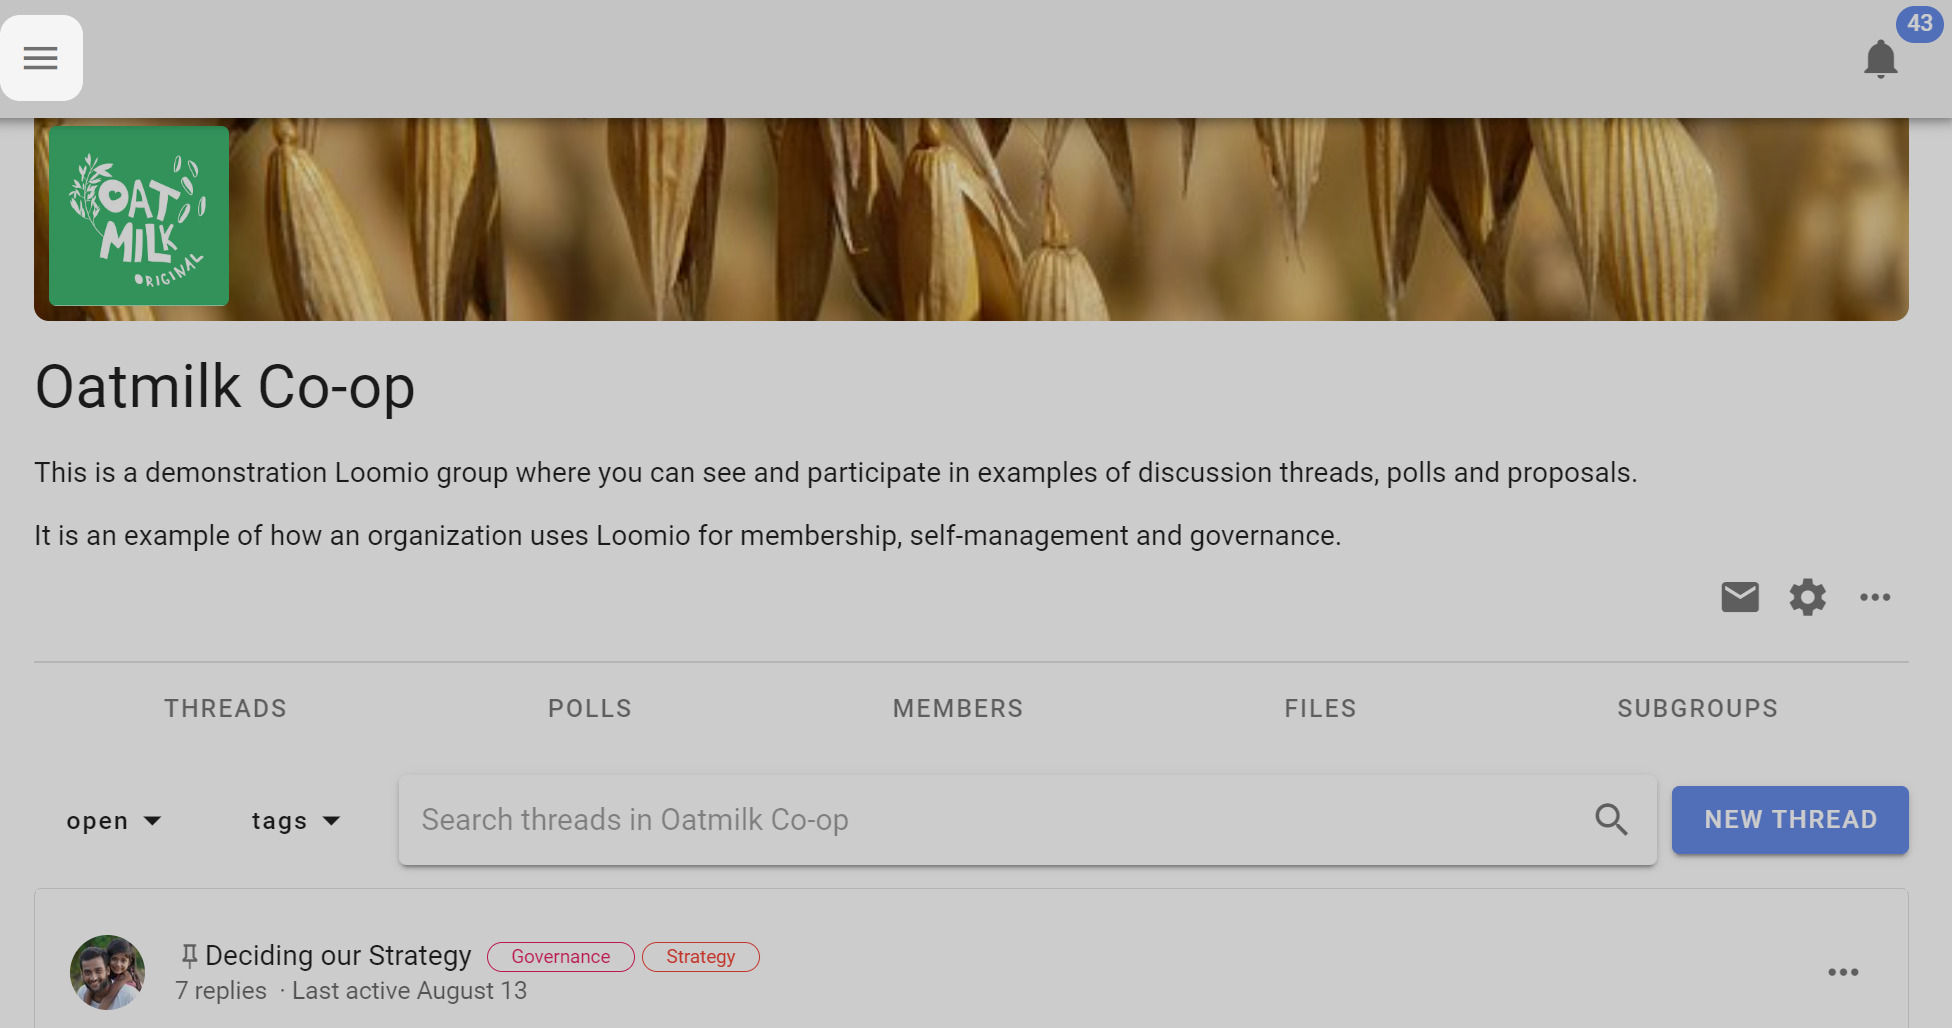 43
OAT
MILK
ORIGINAL
Oatmilk Co-op
This is a demonstration Loomio group where you can see and participate in examples of discussion threads, polls and proposals.
It is an example of how an organization uses Loomio for membership, self-management and governance.
THREADS POLLS MEMBERS FILES SUBGROUPS
open tags Search threads in Oatmilk Co-op NEW THREAD
Deciding our Strategy Governance Strategy
7 replies · Last active August 13